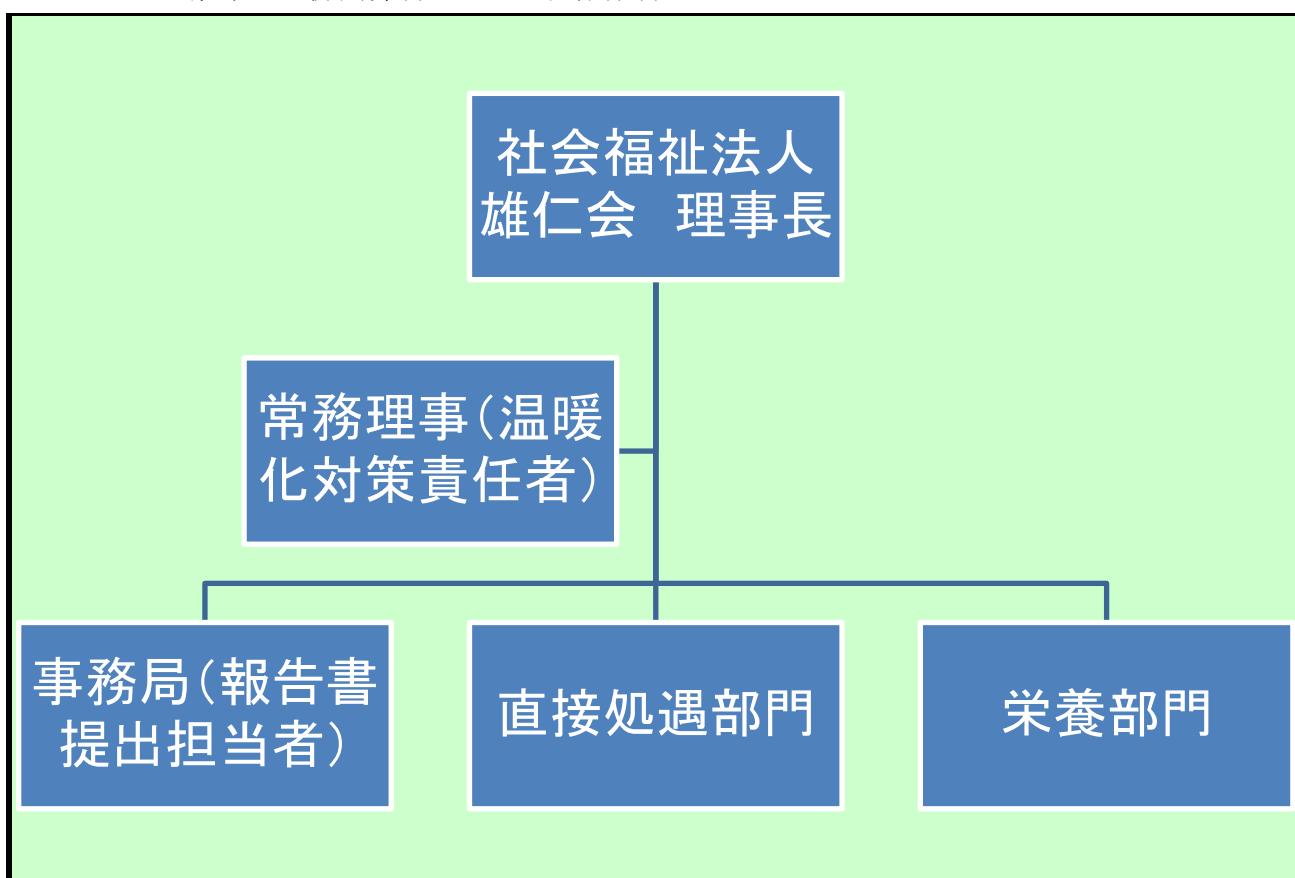 社会福祉法人
雄仁会　理事長
常務理事（温暖
化対策責任者）
事務局（報告書
提出担当者）
直接処遇部門
栄養部門